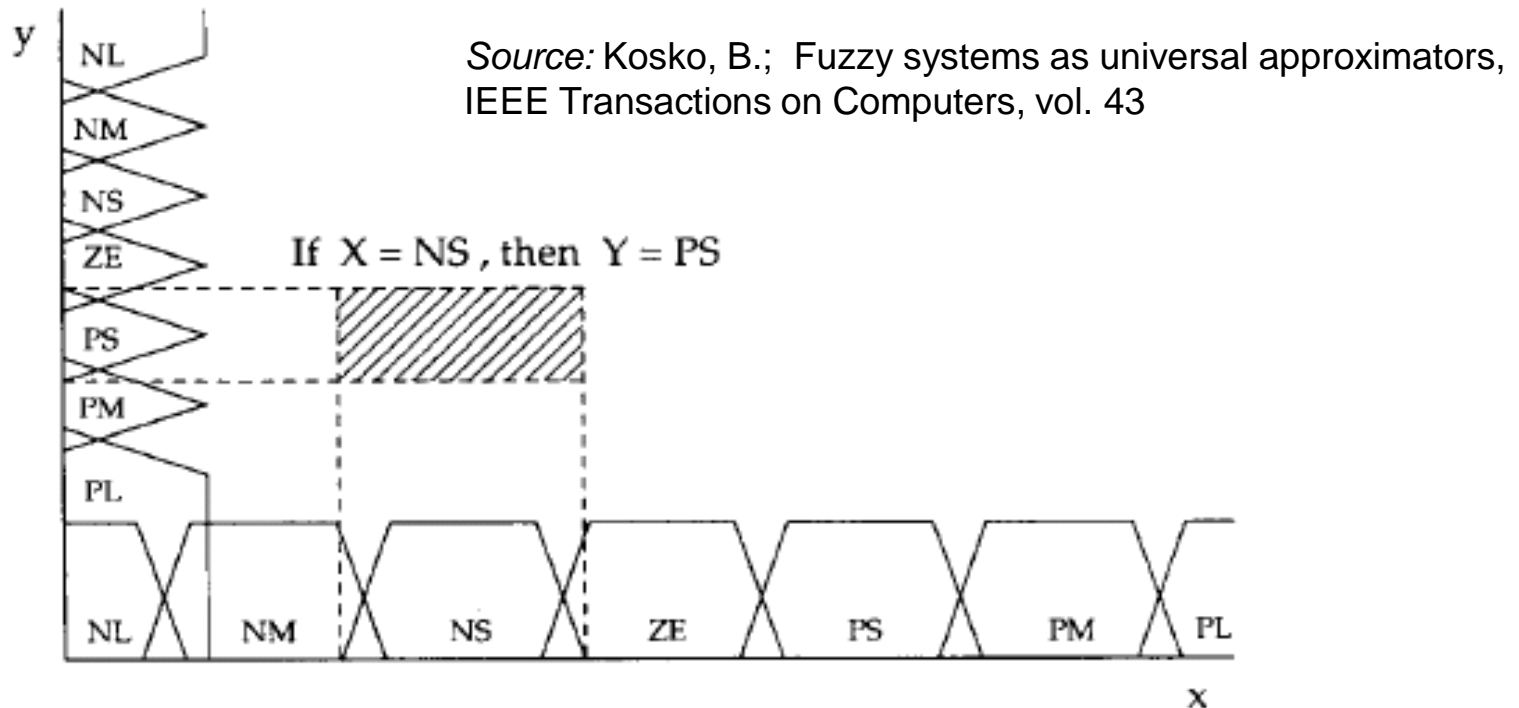 y
NL
Source: Kosko, B.; Fuzzy systems as universal approximators,
IEEE Transactions on Computers, vol. 43
NM
NS
ZE
If X = NS , then Y = PS
PS
PM
PL
NL NM NS ZE PS PM PL
x